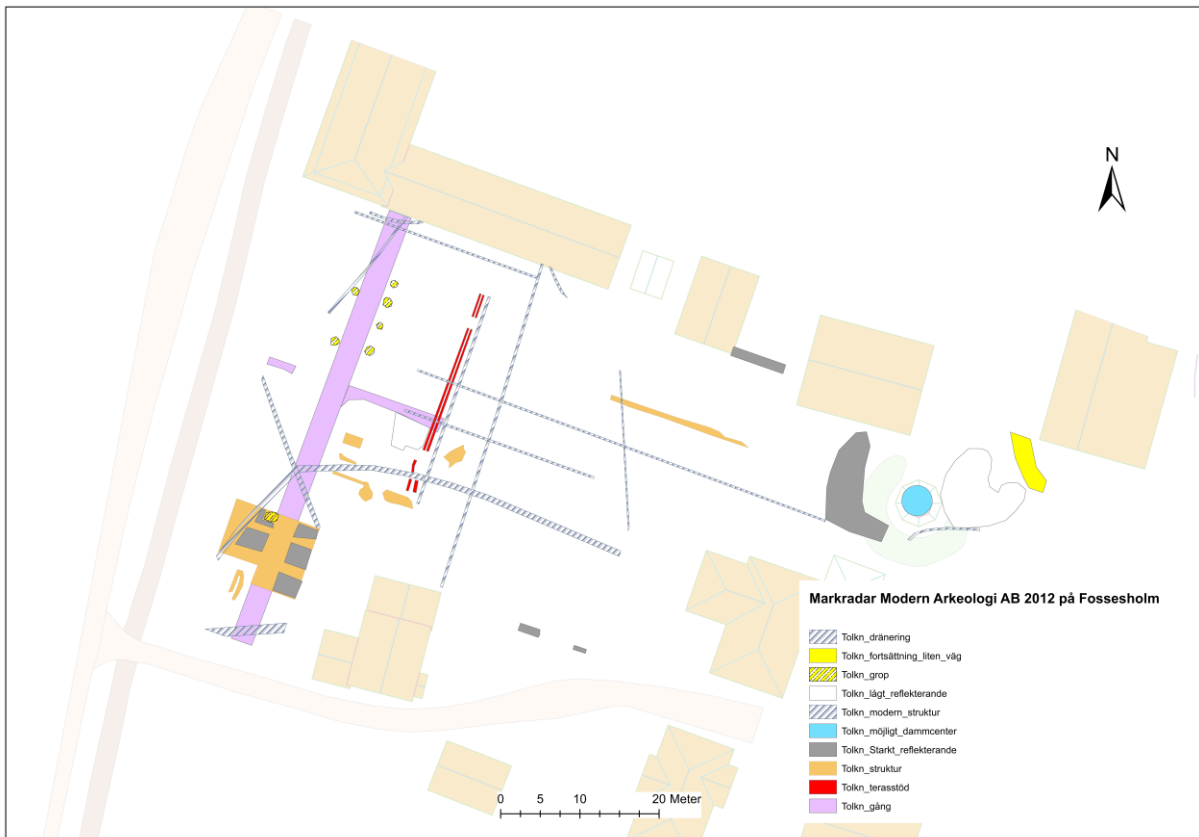 N
Markradar Modern Arkeologi AB 2012 på Fossesholm
Tolkn_dränering
Tolkn_fortsättning_liten_väg
Tolkn_grop
Tolkn_lågt_reflekterande
Tolkn_modern_struktur
Tolkn_möjligt_dammcenter
Tolkn_Starkt_reflekterande
Tolkn_struktur
Tolkn_terasstöd
Tolkn_gång
0 5 10 20 Meter